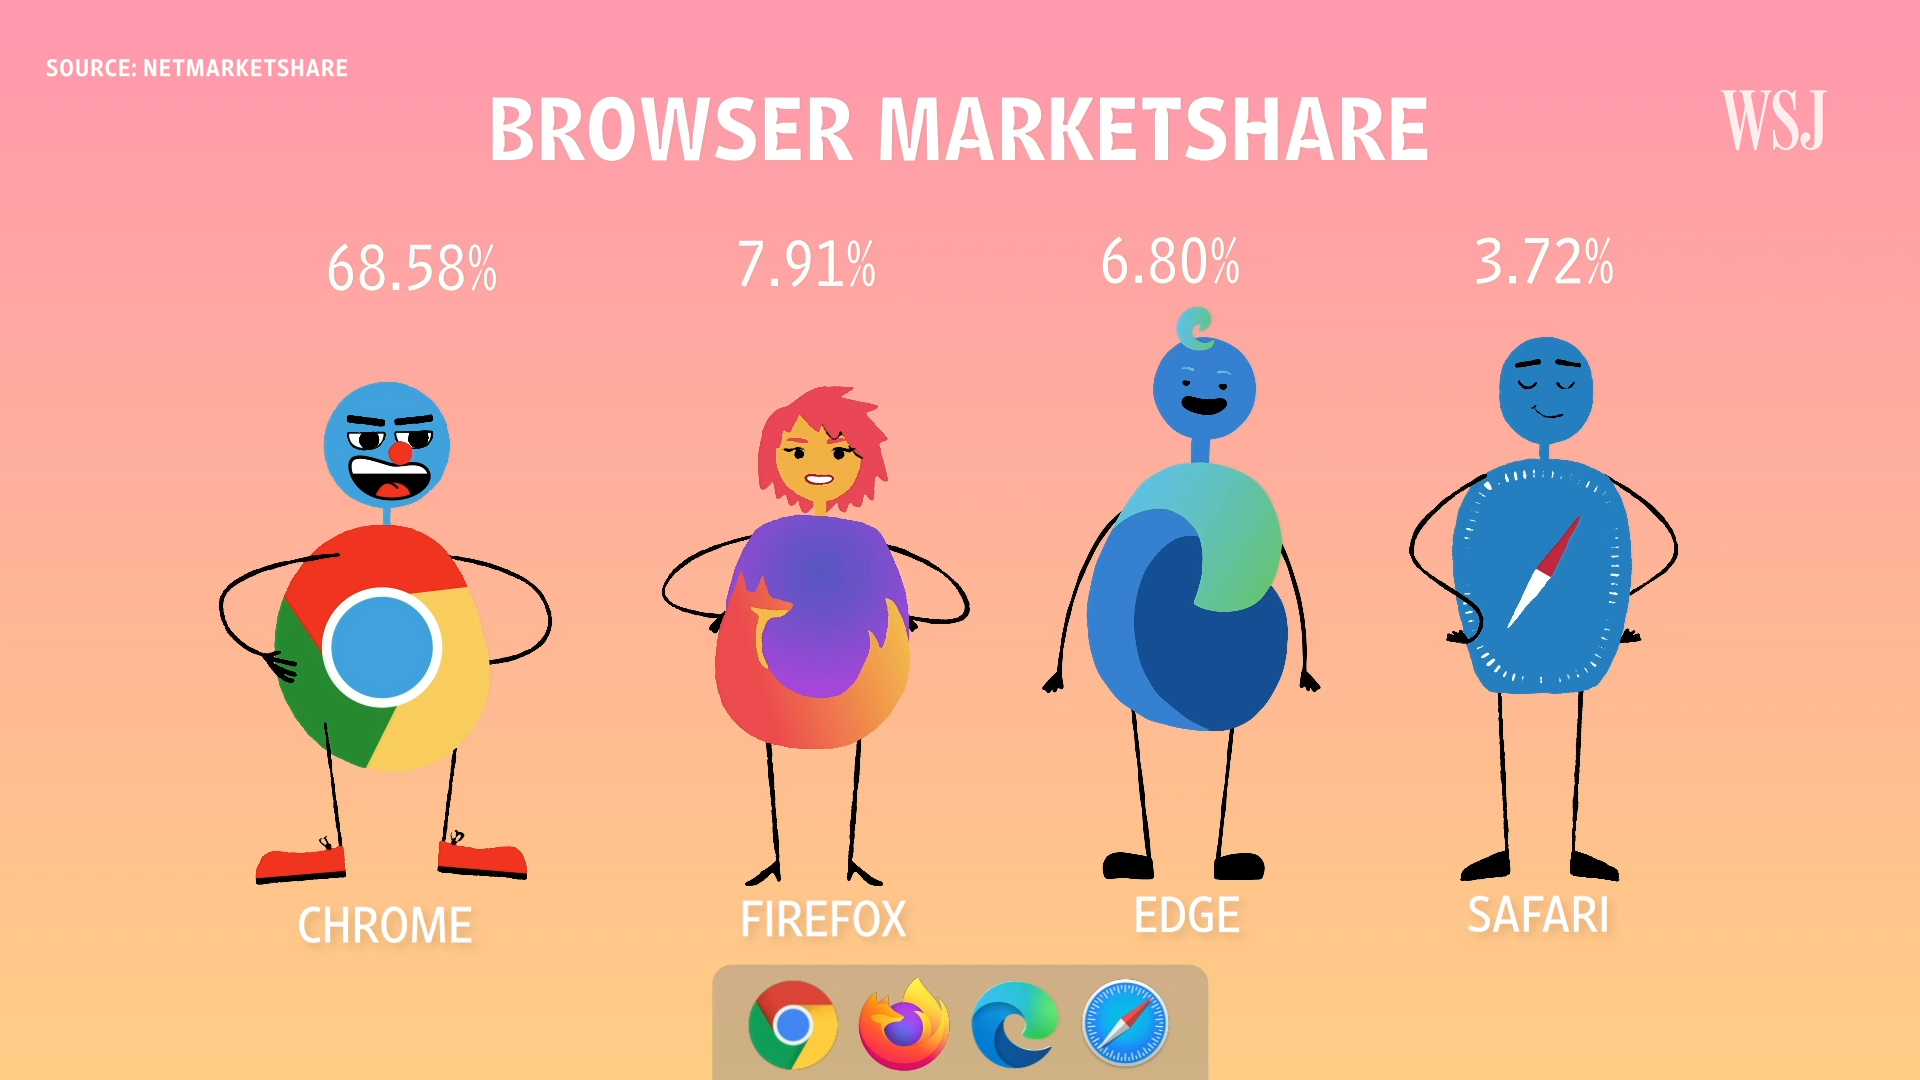 SOURCE: NETMARKETSHARE
BROWSER MARKETSHARE
WSJ
68.58%
7.91%
6.80%
3.72%
CHROME
FIREFOX
EDGE
SAFARI